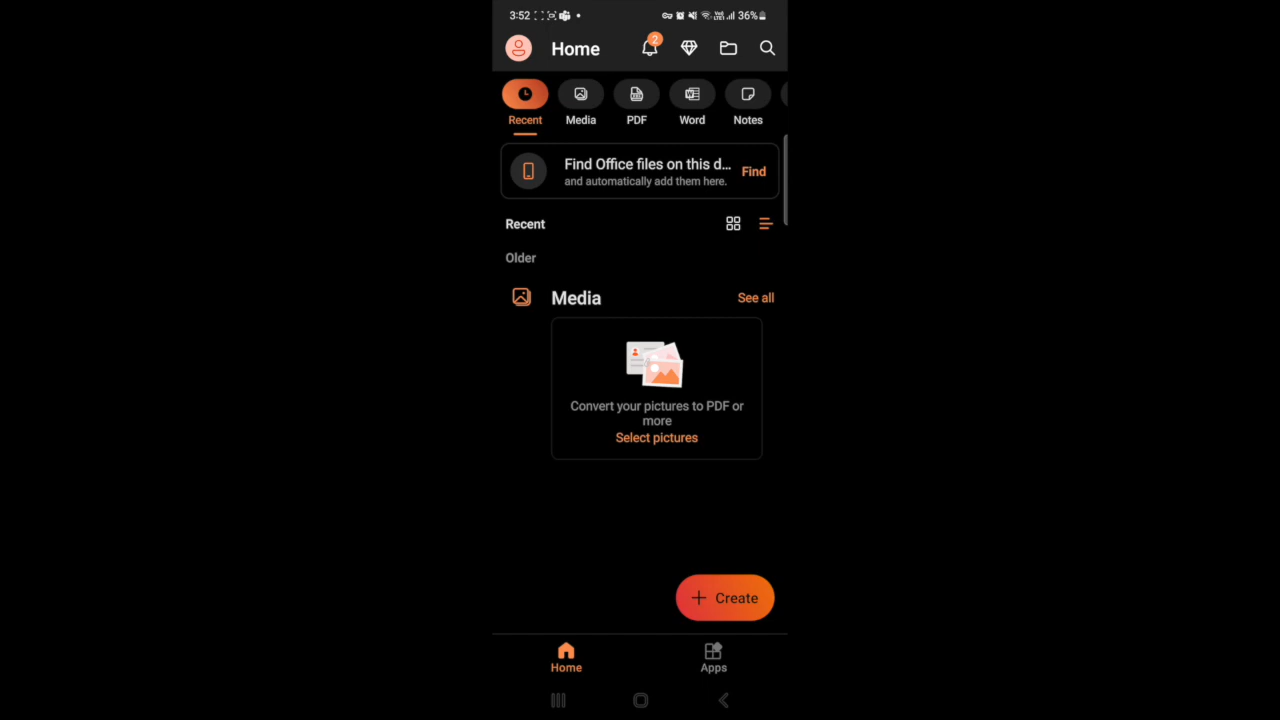 3:52
36%
Home
2
Recent
Media
PDF
Word
Notes
Find Office files on this d...
and automatically add them here.
Find
Recent
Older
Media
See all
Convert your pictures to PDF or
more
Select pictures
+ Create
Home
Apps